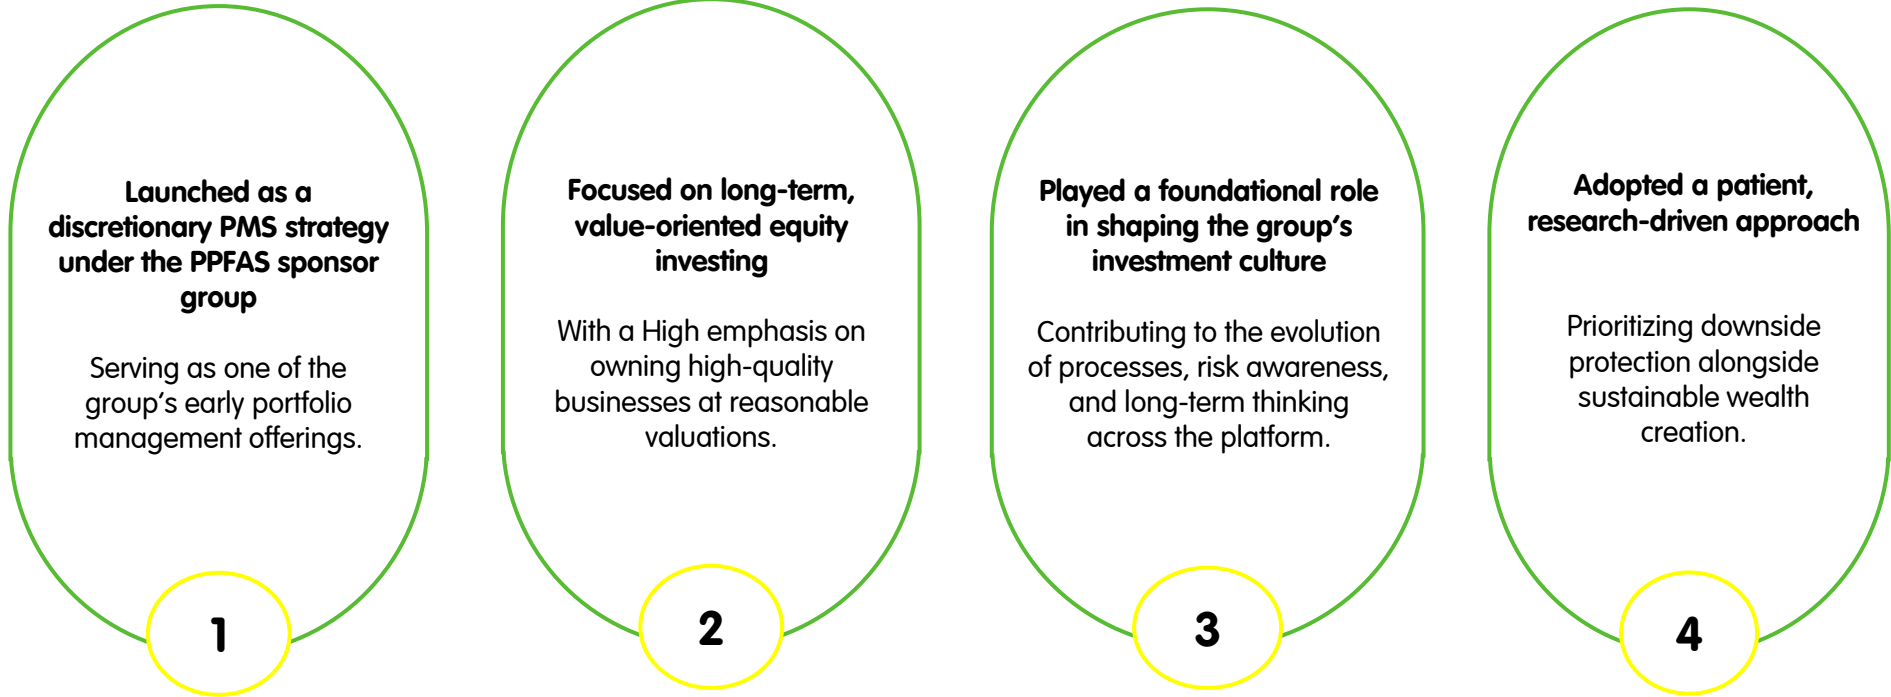 Launched as a
discretionary PMS strategy
under the PPFAS sponsor
group
Serving as one of the
group's early portfolio
management offerings.
1
Focused on long-term,
value-oriented equity
investing
With a High emphasis on
owning high-quality
businesses at reasonable
valuations.
2
Played a foundational role
in shaping the group's
investment culture
Contributing to the evolution
of processes, risk awareness,
and long-term thinking
across the platform.
3
Adopted a patient,
research-driven approach
Prioritizing downside
protection alongside
sustainable wealth
creation.
4